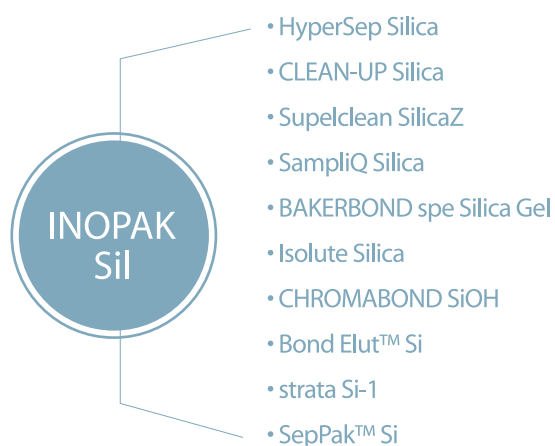 INOPAK
Sil
• HyperSep Silica
• CLEAN-UP Silica
• Supelclean SilicaZ
• SampliQ Silica
• BAKERBOND spe Silica Gel
• Isolute Silica
• CHROMABOND SiOH
• Bond Elut™ Si
• strata Si-1
• SepPak™ Si